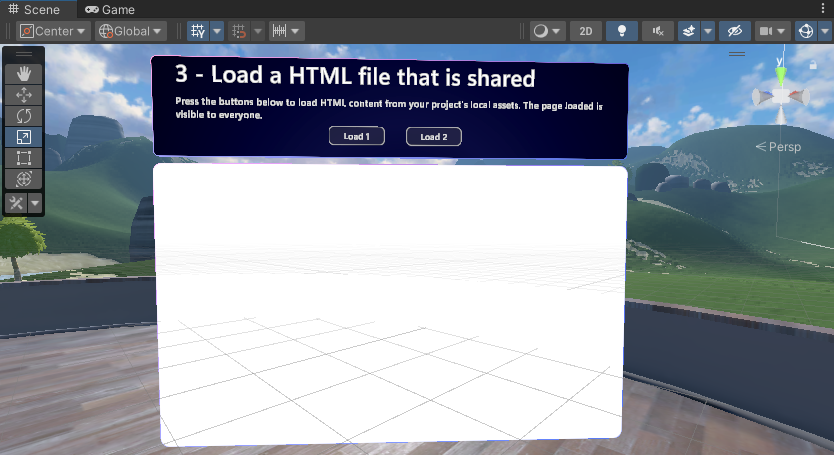 Scene Game
Center Global 2D
3 - Load a HTML file that is shared
Press the buttons below to load HTML content from your project's local assets. The page loaded is
visible to everyone.
Load 1 Load 2
y
Persp